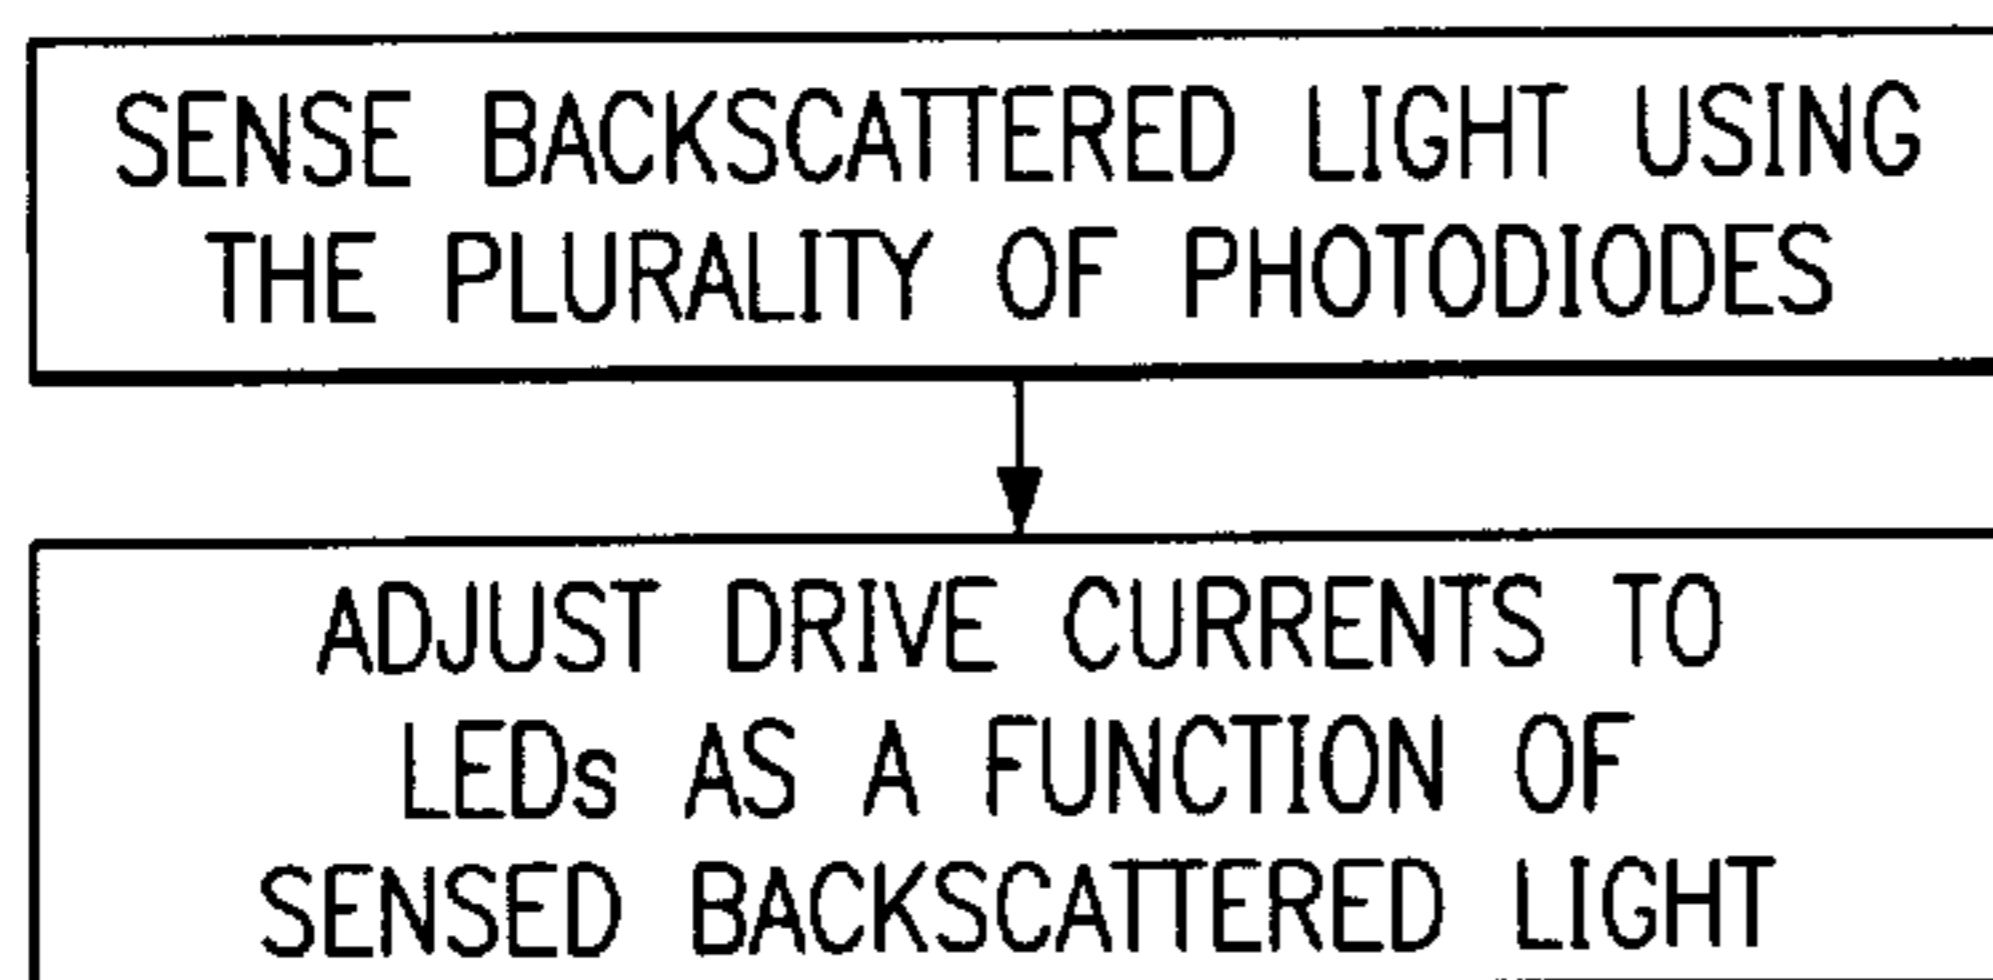 SENSE BACKSCATTERED LIGHT USING
THE PLURALITY OF PHOTODIODES
ADJUST DRIVE CURRENTS TO
LEDs AS A FUNCTION OF
SENSED BACKSCATTERED LIGHT